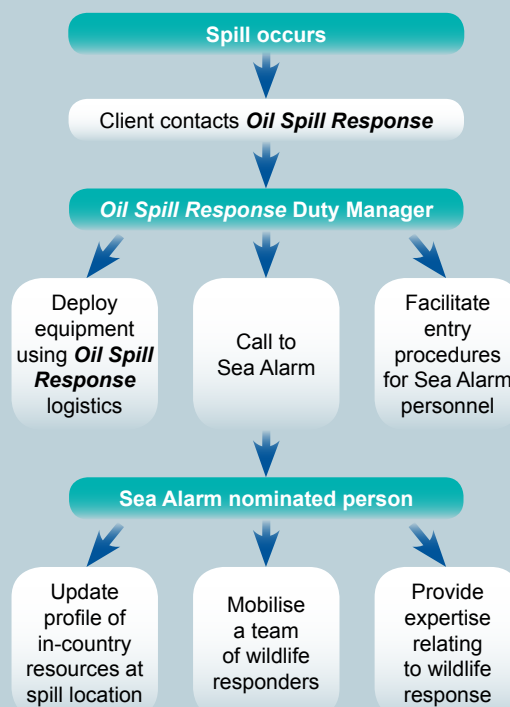 Spill occurs
Client contacts Oil Spill Response
Oil Spill Response Duty Manager
Deploy
equipment
using Oil Spill
Response
logistics
Call to
Sea Alarm
Facilitate
entry
procedures
for Sea Alarm
personnel
Sea Alarm nominated person
Update
profile of
in-country
resources at
spill location
Mobilise
a team
of wildlife
responders
Provide
expertise
relating
to wildlife
response